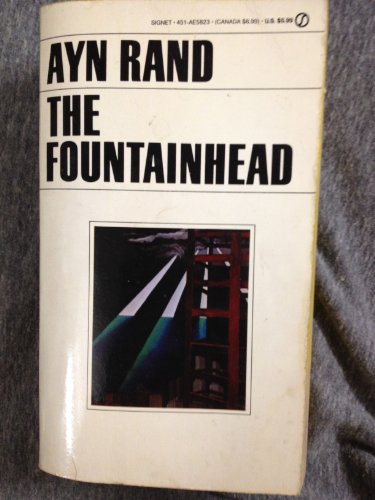 SIGNET • 451-AE5823 • (CANADA $6.99) • U.S. $5.99
AYN RAND
THE
FOUNTAINHEAD